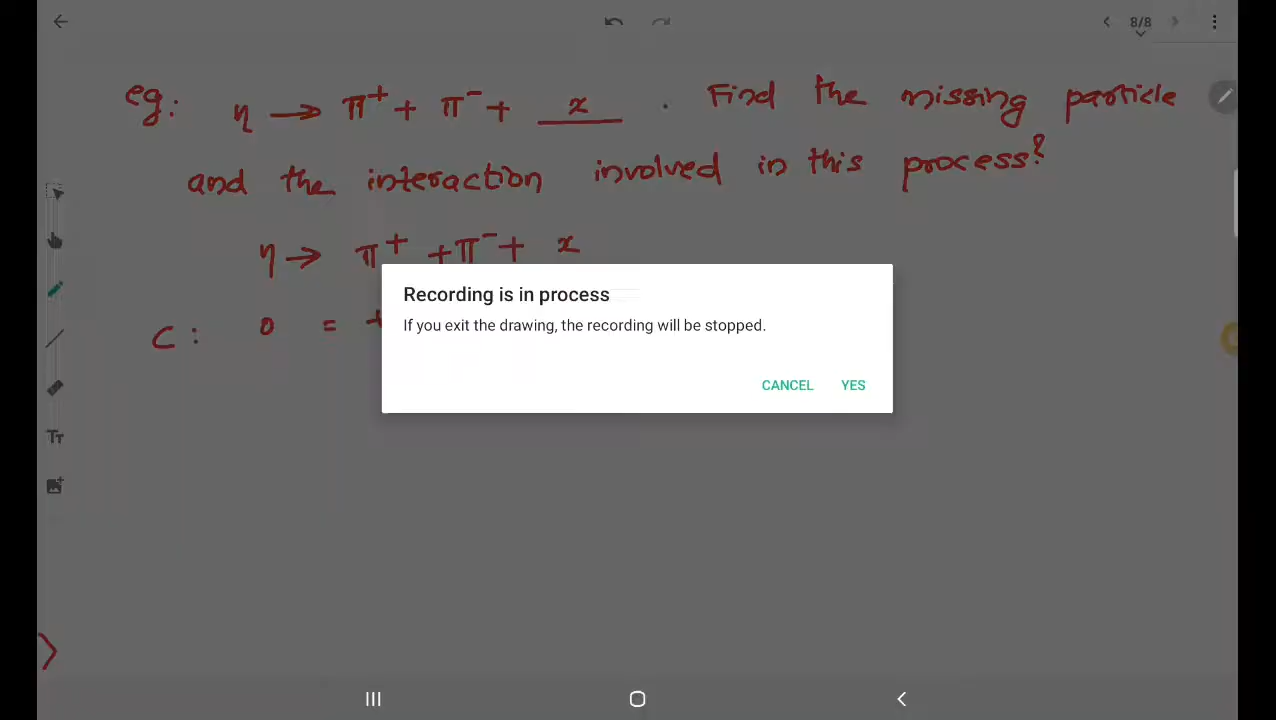 8/8
eg: η → π⁺ + π⁻ + x . Find the missing particle
and the interaction involved in this process?
η → π⁺ + π⁻ + x
C: 0 = +
Recording is in process
If you exit the drawing, the recording will be stopped.
CANCEL YES
Tт